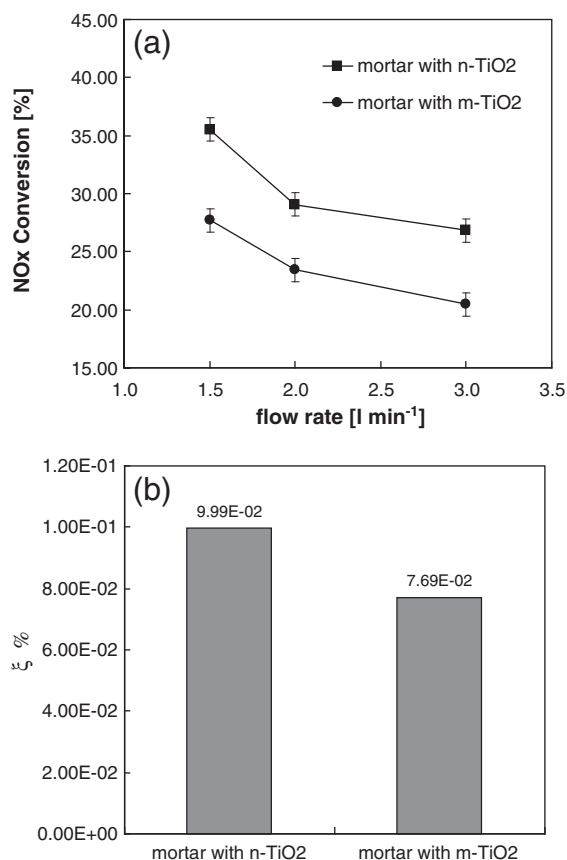 (a)
NOx Conversion [%]
45.00
40.00
35.00
30.00
25.00
20.00
15.00
mortar with n-TiO2
mortar with m-TiO2
1.0 1.5 2.0 2.5 3.0 3.5
flow rate [l min⁻¹]
(b)
ξ %
1.20E-01
1.00E-01
8.00E-02
6.00E-02
4.00E-02
2.00E-02
0.00E+00
9.99E-02
7.69E-02
mortar with n-TiO2 mortar with m-TiO2